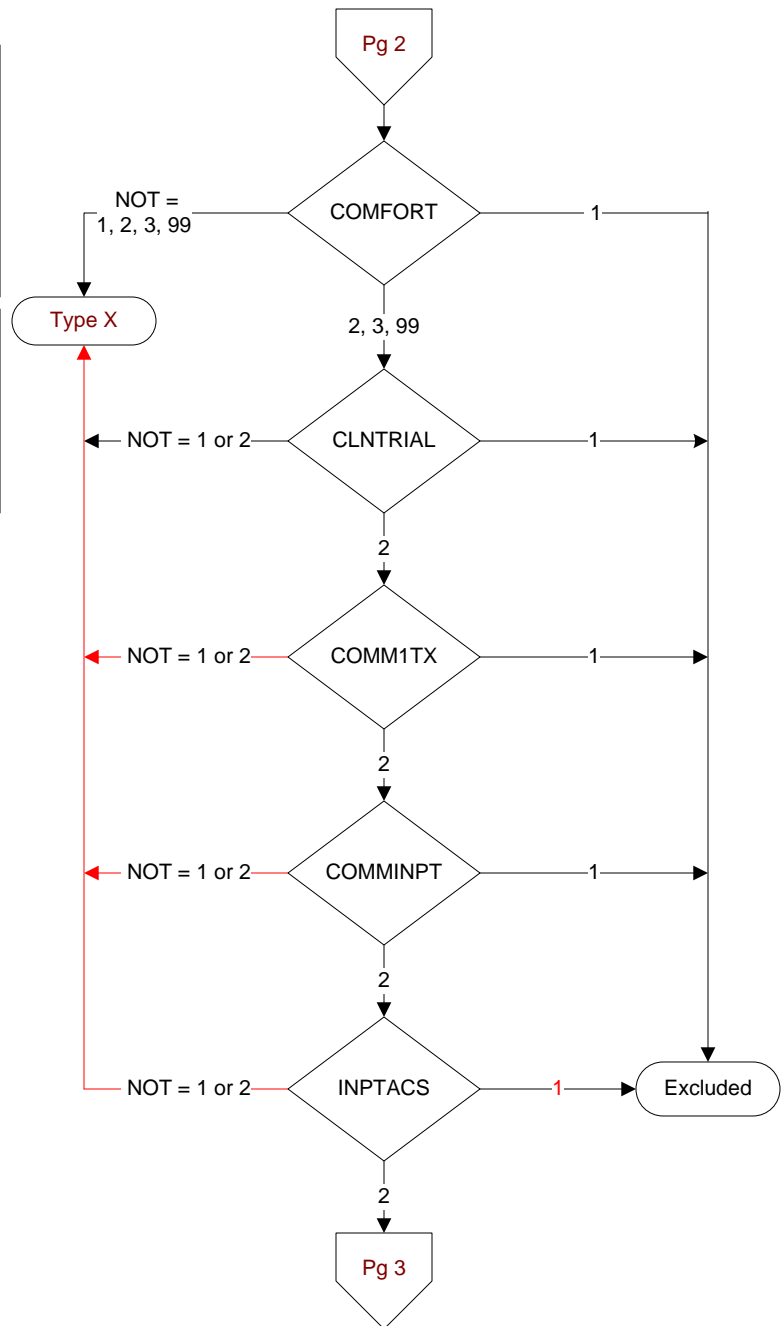 Pg 2
COMFORT
NOT =
1, 2, 3, 99
1
Type X
2, 3, 99
NOT = 1 or 2
CLNTRIAL
1
2
NOT = 1 or 2
COMM1TX
1
2
NOT = 1 or 2
COMMINPT
1
2
NOT = 1 or 2
INPTACS
1
Excluded
2
Pg 3